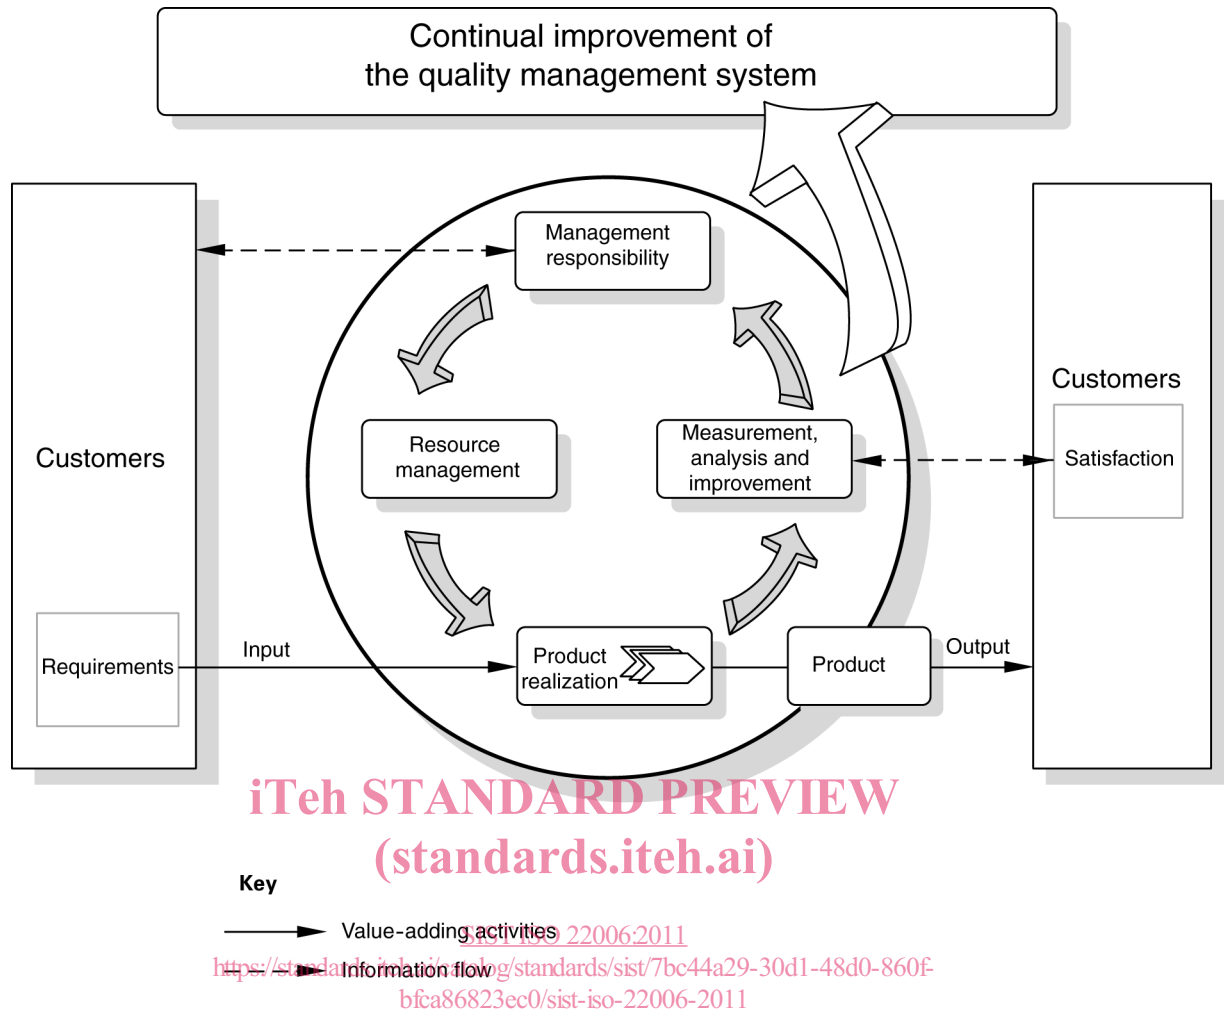 Continual improvement of
the quality management system
Management
responsibility
Customers
Resource
management
Measurement,
analysis and
improvement
Customers
Satisfaction
Requirements
Input
Product
realization
Product
Output
iTeh STANDARD PREVIEW
(standards.iteh.ai)
Key
Value-adding activities
SIST ISO 22006:2011
Information flow
https://standards.iteh.ai/catalog/standards/sist/7bc44a29-30d1-48d0-860f-
bfca86823ec0/sist-iso-22006-2011